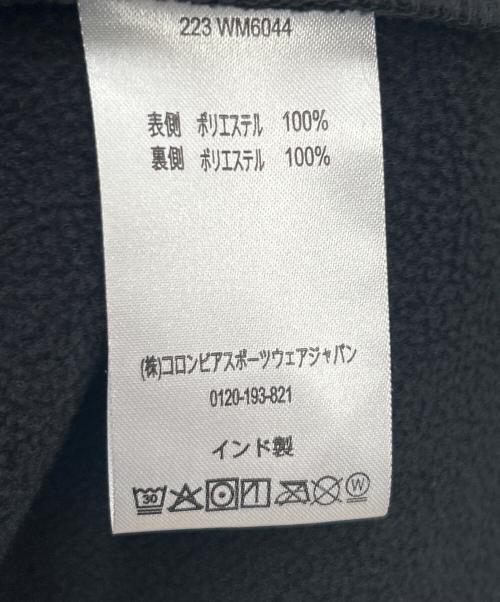 223 WM6044
表側 ポリエステル 100%
裏側 ポリエステル 100%
(株)コロンビアスポーツウェアジャパン
0120-193-821
インド製
30 W